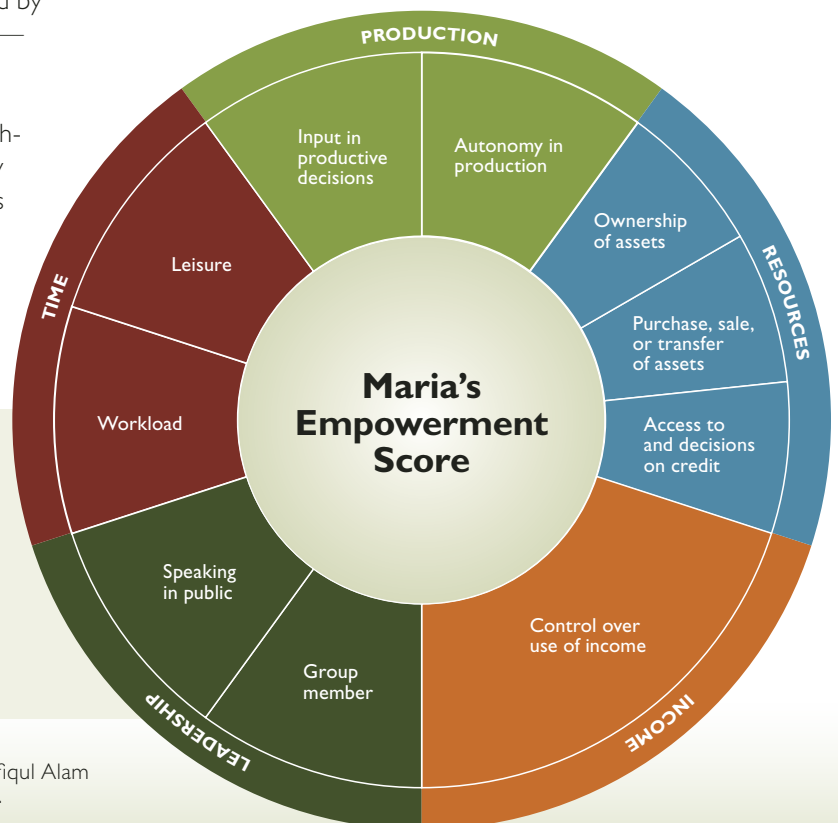 d by
h-
s
PRODUCTION
Input in
productive
decisions
Autonomy in
production
Ownership
of assets
RESOURCES
Purchase, sale,
or transfer
of assets
Access to
and decisions
on credit
Control over
use of income
INCOME
Group
member
Speaking
in public
LEADERSHIP
Workload
Leisure
TIME
Maria’s
Empowerment
Score
fiqul Alam